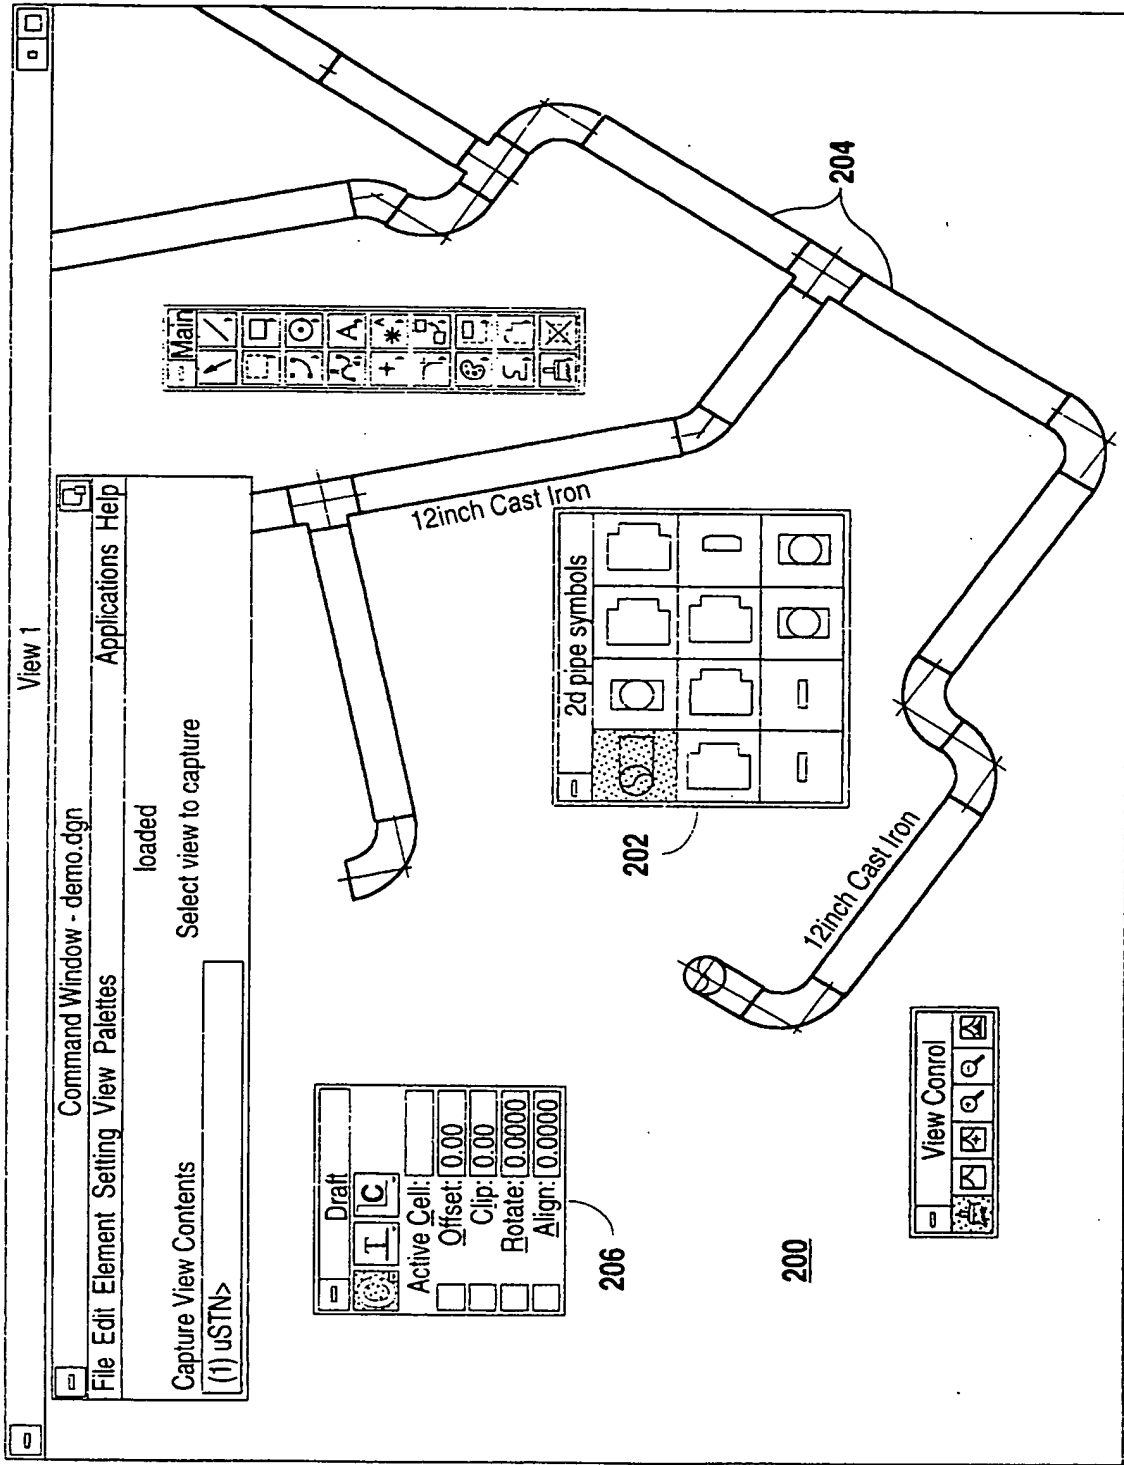 View 1
Command Window - demo.dgn
File Edit Element Setting View Palettes Applications Help
loaded
Capture View Contents Select view to capture
(1) uSTN>
Main
A
A
Draft
T C
Active Cell:
Offset: 0.00
Clip: 0.00
Rotate: 0.0000
Align: 0.0000
206
12inch Cast Iron
2d pipe symbols
202
204
12inch Cast Iron
200
View Conrol